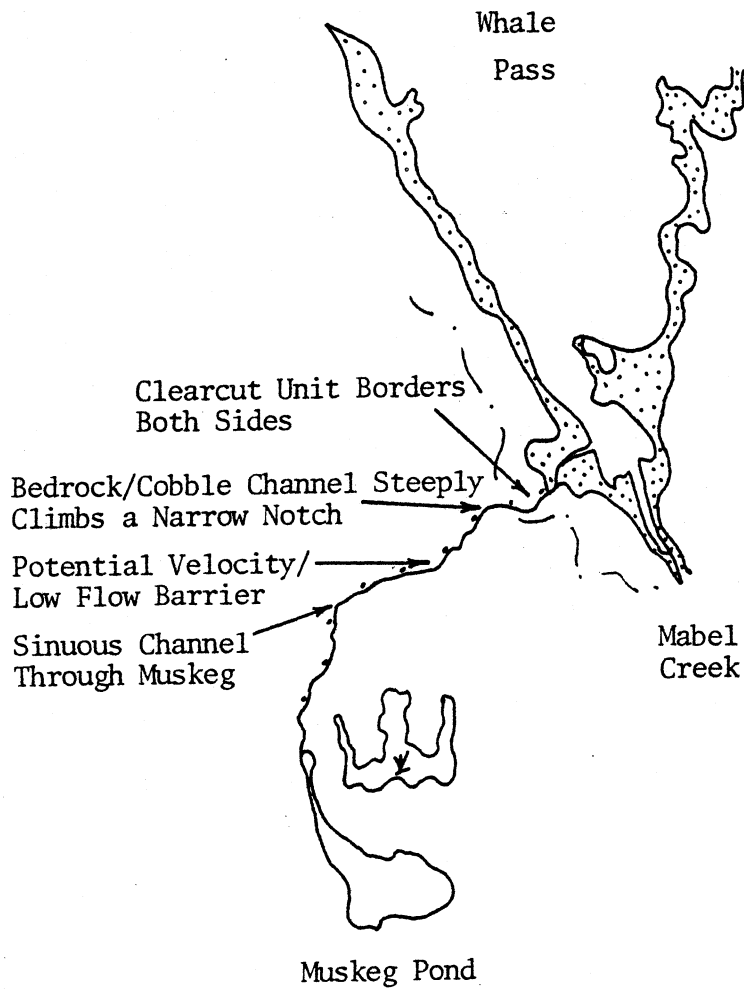 Whale
Pass
Clearcut Unit Borders
Both Sides
Bedrock/Cobble Channel Steeply
Climbs a Narrow Notch
Potential Velocity/
Low Flow Barrier
Sinuous Channel
Through Muskeg
Mabel
Creek
Muskeg Pond